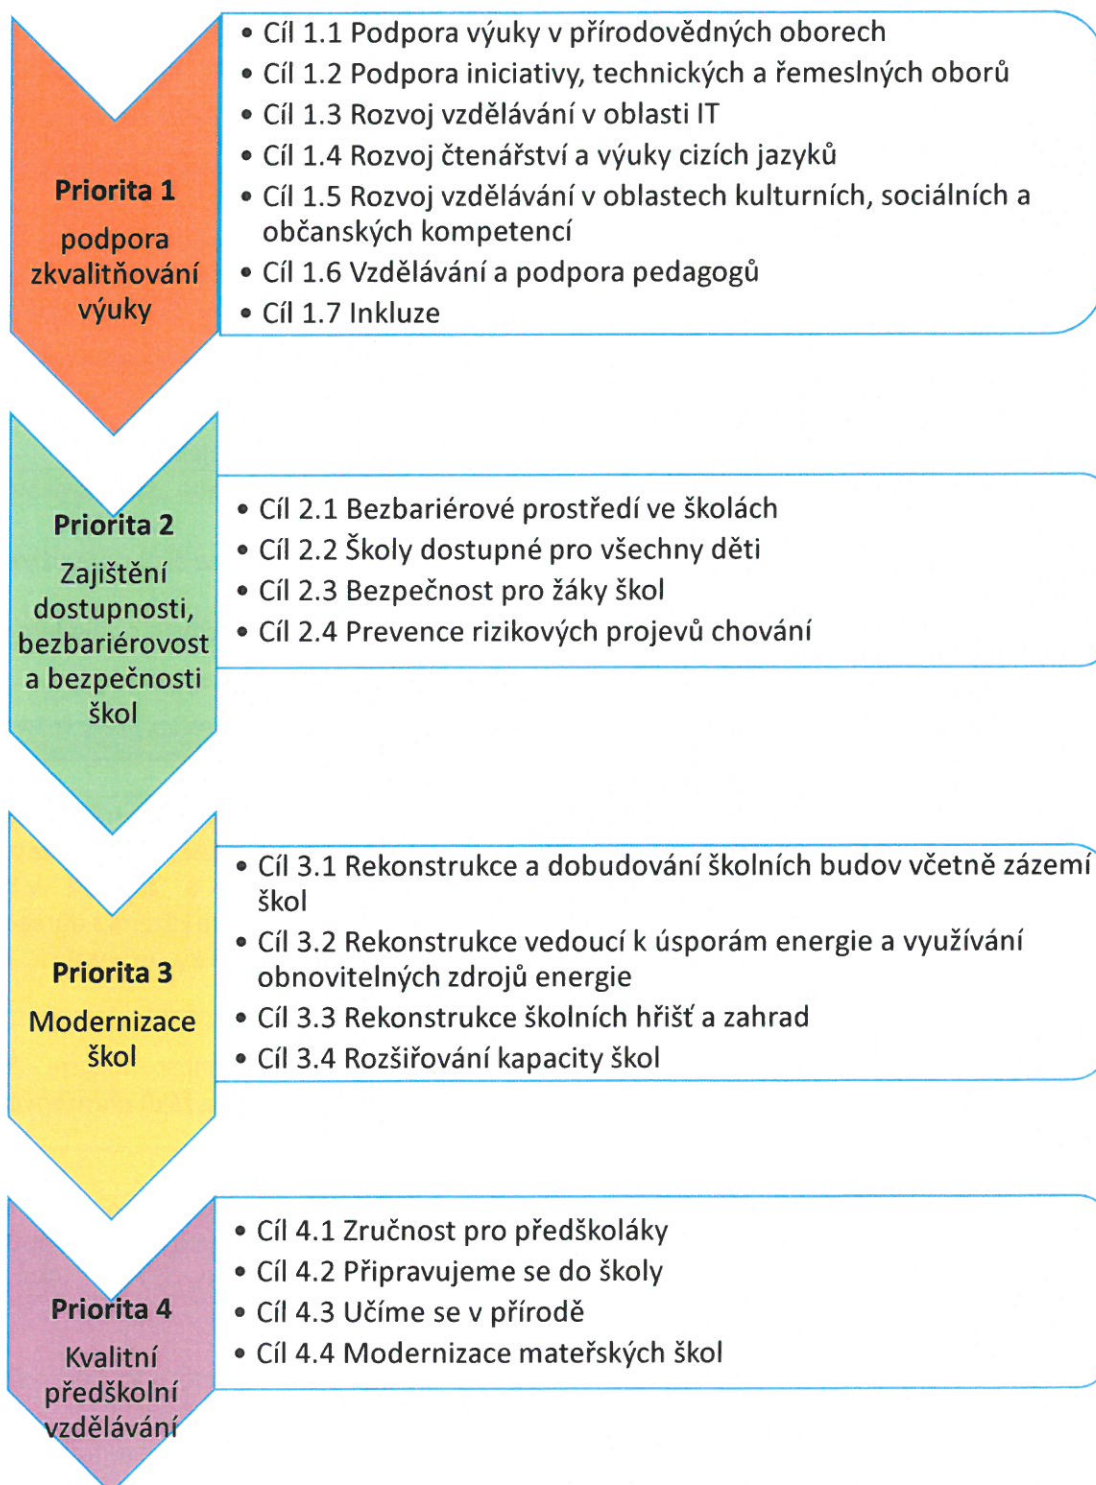 Priorita 1
podpora
zkvalitňování
výuky
• Cíl 1.1 Podpora výuky v přírodovědných oborech
• Cíl 1.2 Podpora iniciativy, technických a řemeslných oborů
• Cíl 1.3 Rozvoj vzdělávání v oblasti IT
• Cíl 1.4 Rozvoj čtenářství a výuky cizích jazyků
• Cíl 1.5 Rozvoj vzdělávání v oblastech kulturních, sociálních a
občanských kompetencí
• Cíl 1.6 Vzdělávání a podpora pedagogů
• Cíl 1.7 Inkluze
Priorita 2
Zajištění
dostupnosti,
bezbariérovost
a bezpečnosti
škol
• Cíl 2.1 Bezbariérové prostředí ve školách
• Cíl 2.2 Školy dostupné pro všechny děti
• Cíl 2.3 Bezpečnost pro žáky škol
• Cíl 2.4 Prevence rizikových projevů chování
Priorita 3
Modernizace
škol
• Cíl 3.1 Rekonstrukce a dobudování školních budov včetně zázemí
škol
• Cíl 3.2 Rekonstrukce vedoucí k úsporám energie a využívání
obnovitelných zdrojů energie
• Cíl 3.3 Rekonstrukce školních hřišť a zahrad
• Cíl 3.4 Rozšiřování kapacity škol
Priorita 4
Kvalitní
předškolní
vzdělávání
• Cíl 4.1 Zručnost pro předškoláky
• Cíl 4.2 Připravujeme se do školy
• Cíl 4.3 Učíme se v přírodě
• Cíl 4.4 Modernizace mateřských škol